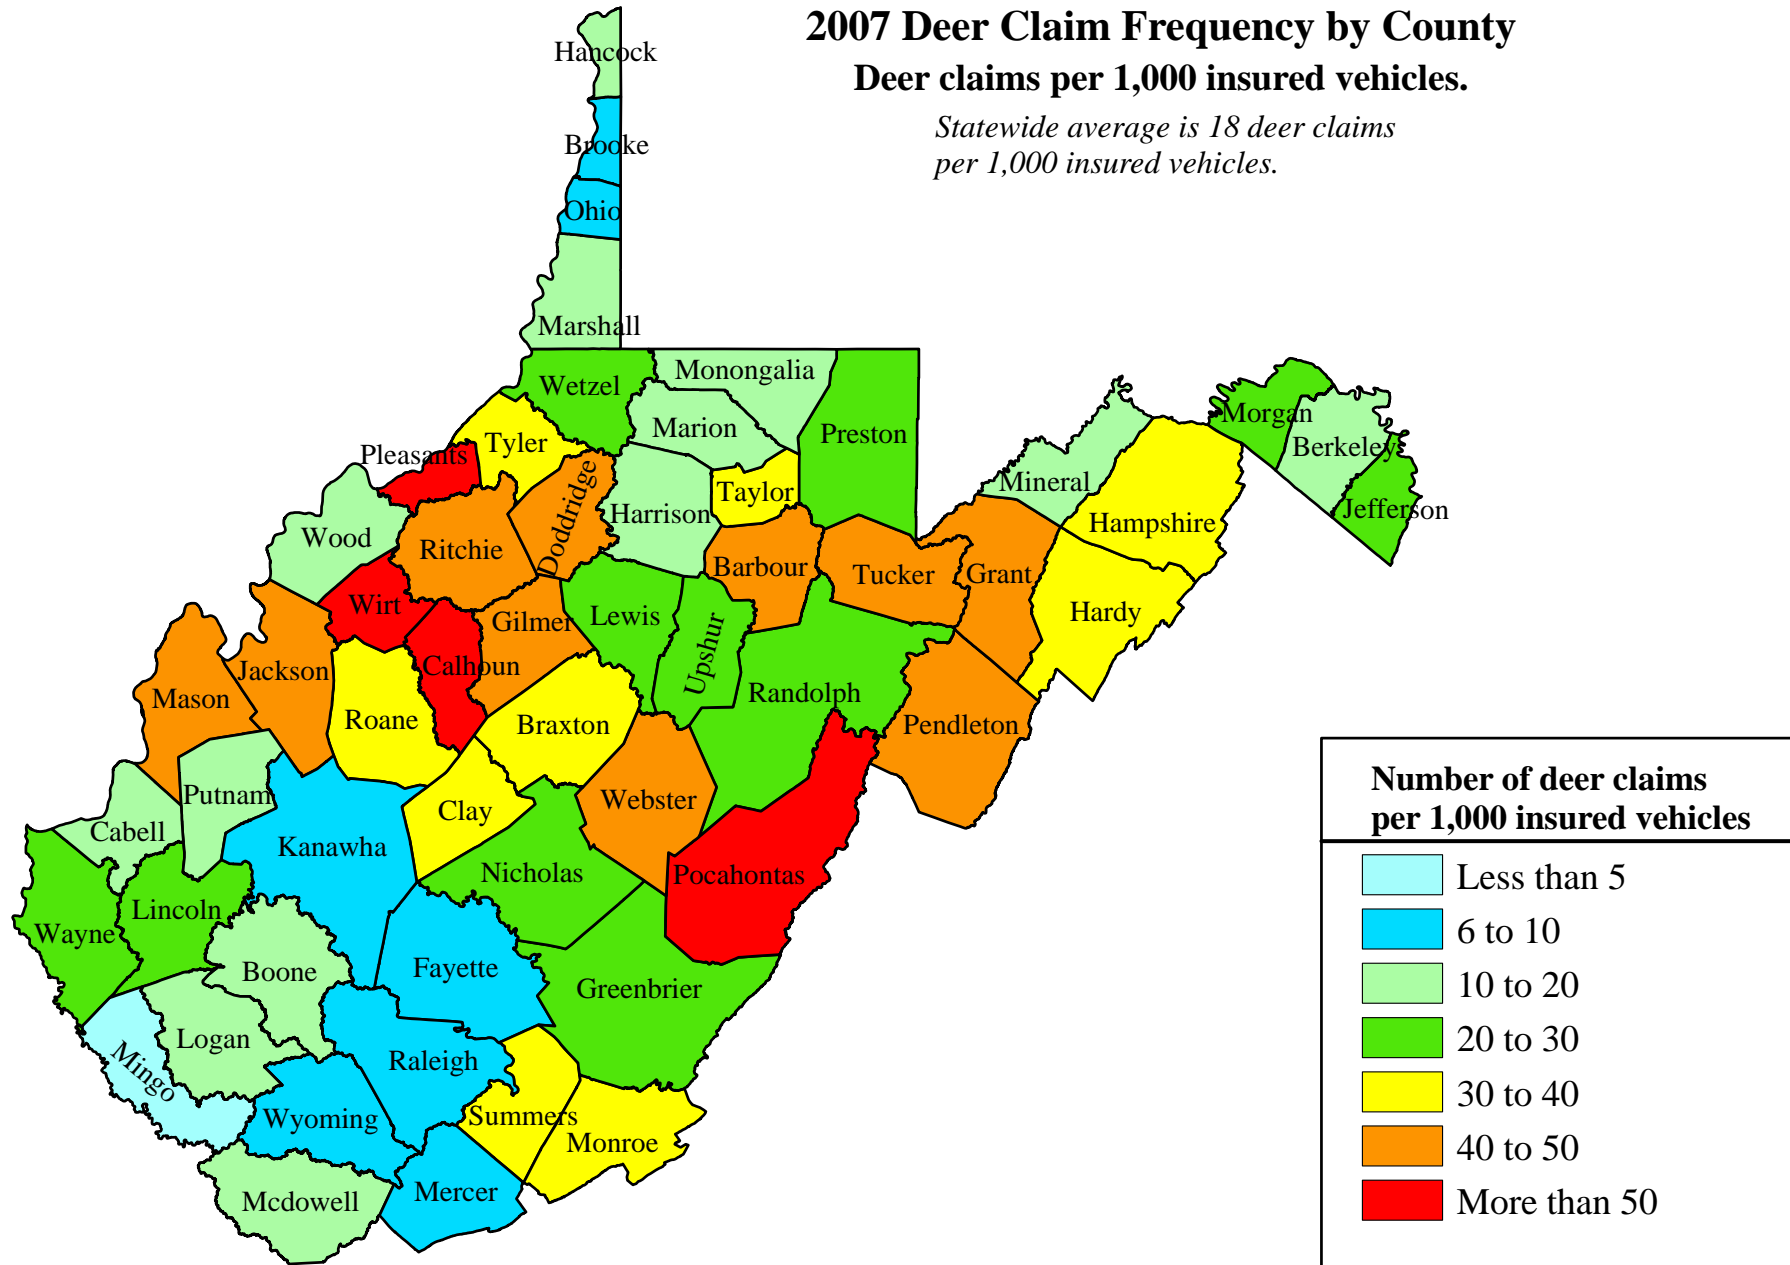 2007 Deer Claim Frequency by County
Deer claims per 1,000 insured vehicles.
Statewide average is 18 deer claims
per 1,000 insured vehicles.
Hancock
Brooke
Ohio
Marshall
Wetzel
Monongalia
Marion
Preston
Tyler
Pleasants
Doddridge
Harrison
Taylor
Mineral
Hampshire
Morgan
Berkeley
Jefferson
Wood
Ritchie
Barbour
Tucker
Grant
Hardy
Wirt
Gilmer
Lewis
Upshur
Calhoun
Jackson
Mason
Roane
Braxton
Randolph
Pendleton
Putnam
Cabell
Kanawha
Clay
Webster
Nicholas
Pocahontas
Wayne
Lincoln
Boone
Fayette
Greenbrier
Logan
Mingo
Raleigh
Wyoming
Summers
Monroe
Mcdowell
Mercer
Number of deer claims
per 1,000 insured vehicles
Less than 5
6 to 10
10 to 20
20 to 30
30 to 40
40 to 50
More than 50